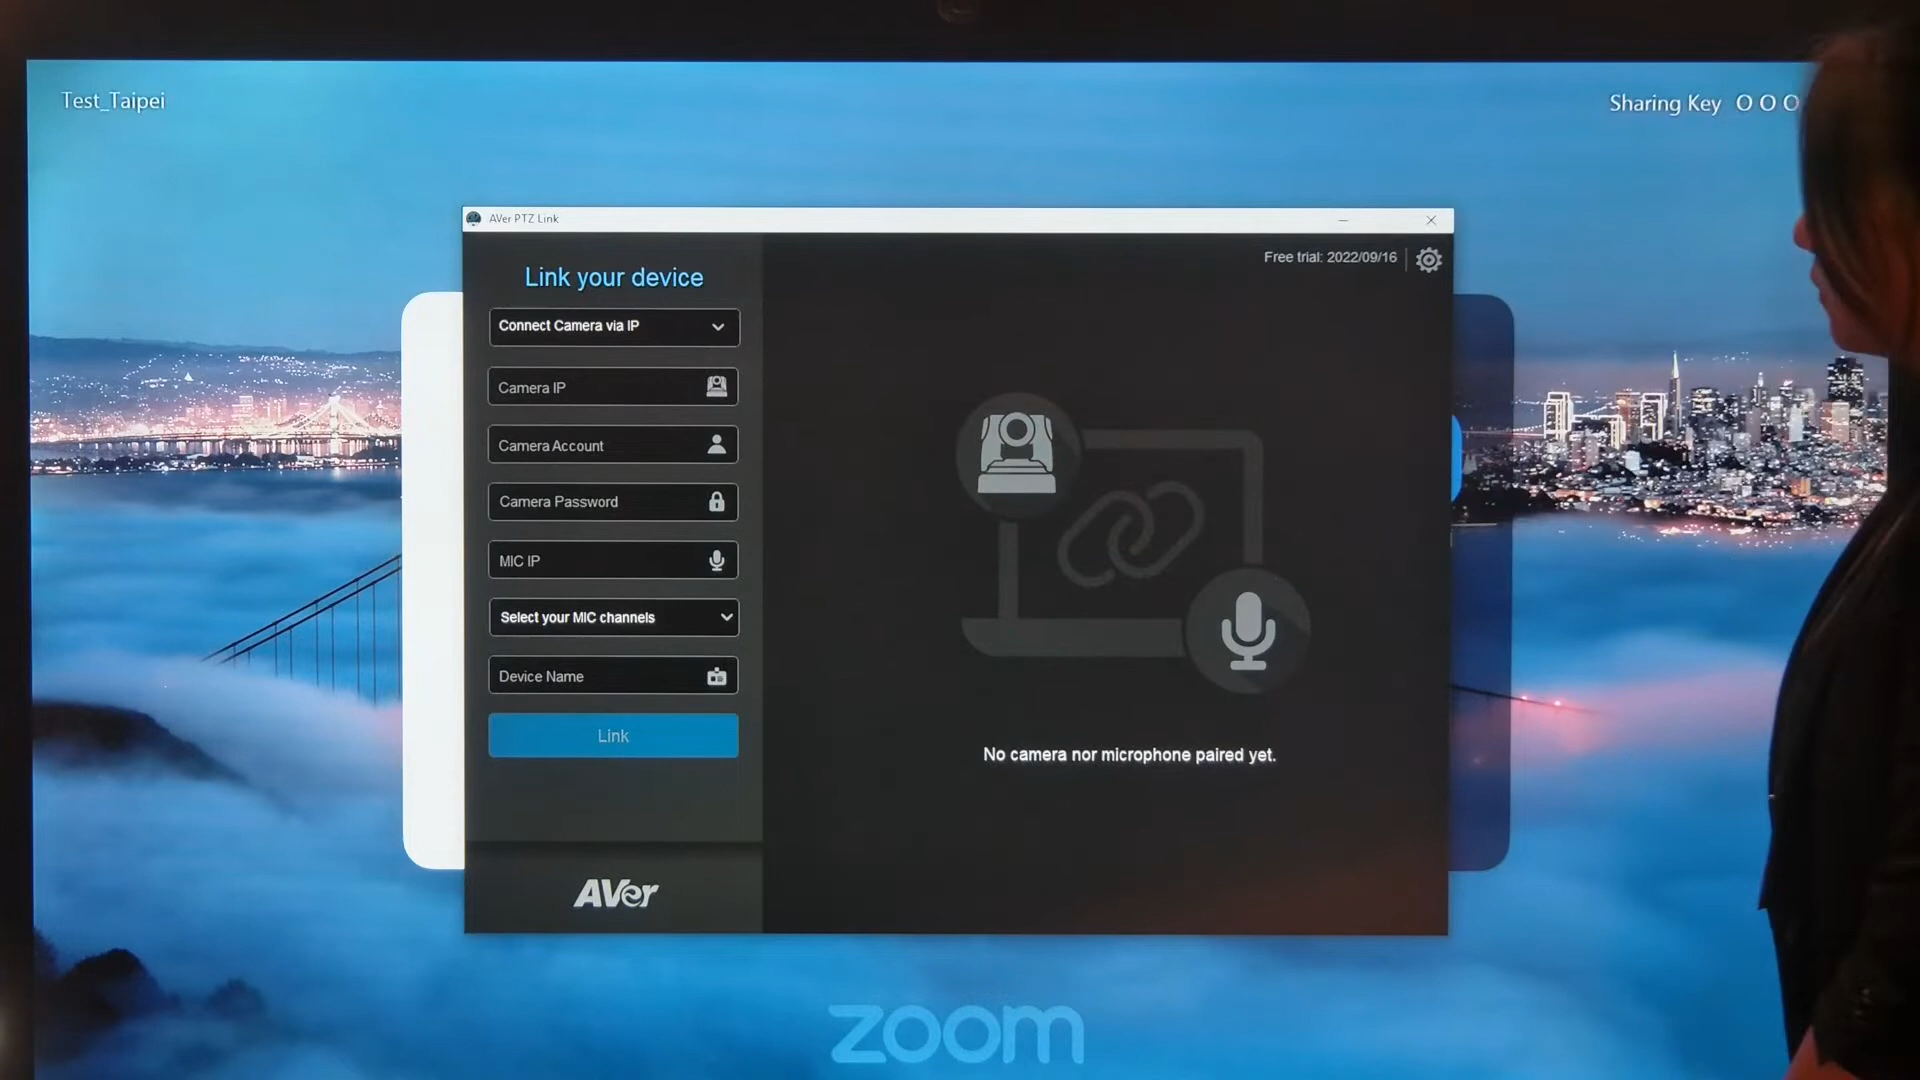 Test_Taipei
Sharing Key O O O
AVer PTZ Link
Free trial: 2022/09/16
Link your device
Connect Camera via IP
Camera IP
Camera Account
Camera Password
MIC IP
Select your MIC channels
Device Name
Link
No camera nor microphone paired yet.
AVer
zoom